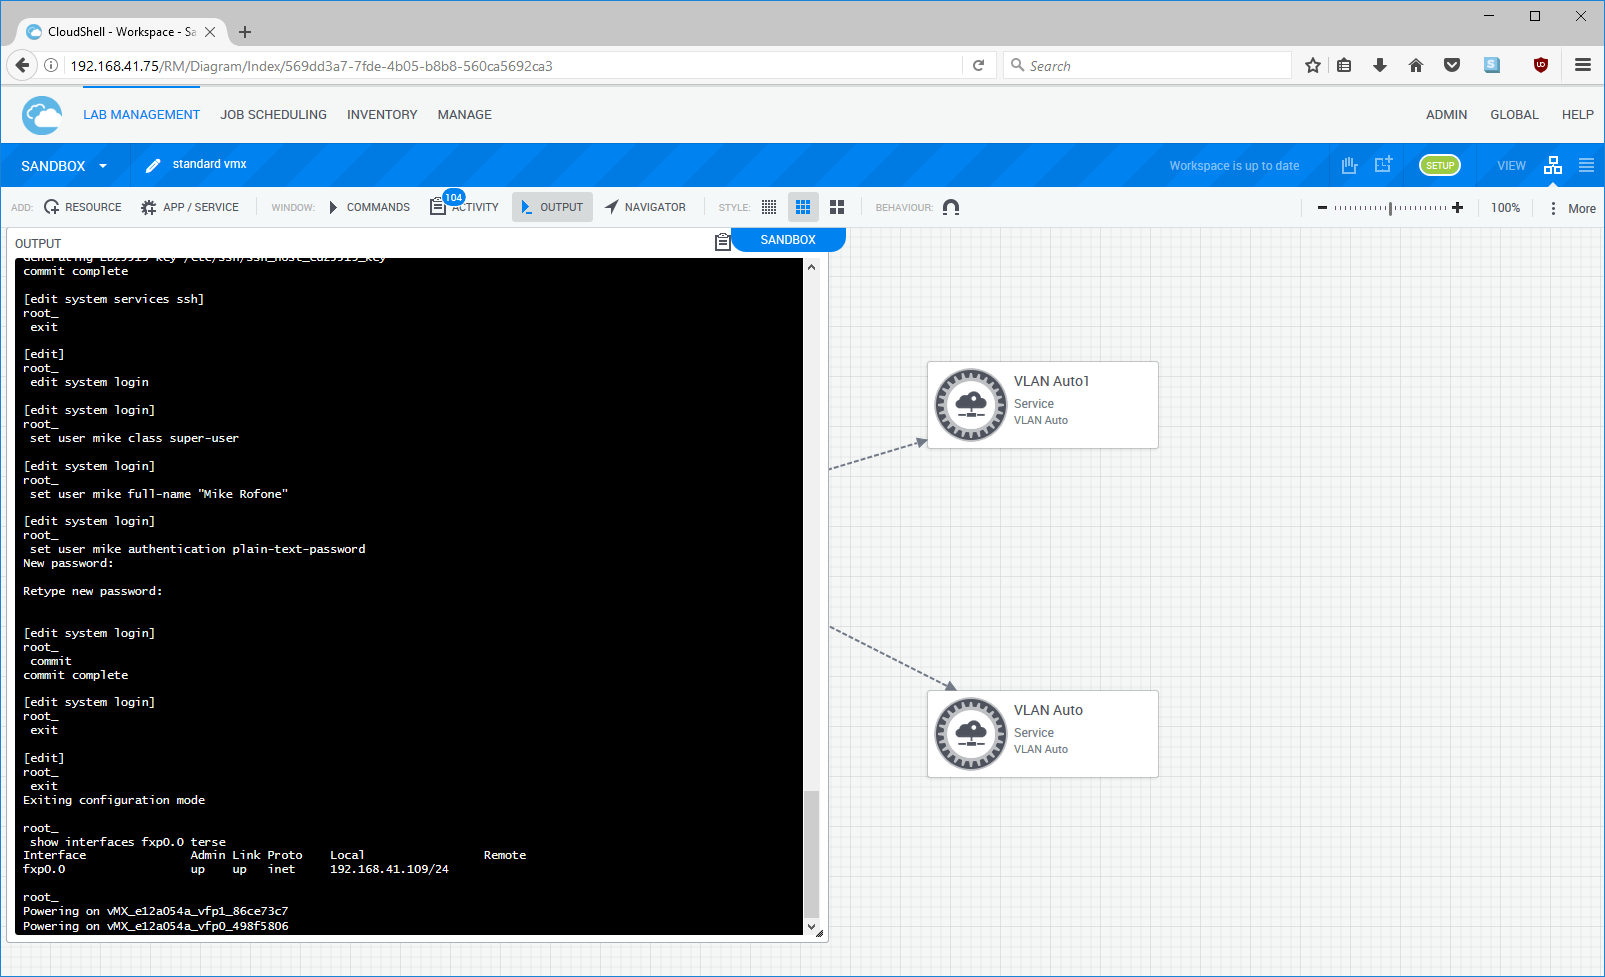 CloudShell - Workspace - Sa
192.168.41.75/RM/Diagram/Index/569dd3a7-7fde-4b05-b8b8-560ca5692ca3
Search
LAB MANAGEMENT JOB SCHEDULING INVENTORY MANAGE ADMIN GLOBAL HELP
SANDBOX standard vmx Workspace is up to date SETUP VIEW
ADD: RESOURCE APP / SERVICE WINDOW: COMMANDS 104 ACTIVITY OUTPUT NAVIGATOR STYLE: BEHAVIOUR: 100% More
OUTPUT
SANDBOX
commit complete
[edit system services ssh]
root_
exit
[edit]
root_
edit system login
[edit system login]
root_
set user mike class super-user
[edit system login]
root_
set user mike full-name "Mike Rofone"
[edit system login]
root_
set user mike authentication plain-text-password
New password:
Retype new password:
[edit system login]
root_
commit
commit complete
[edit system login]
root_
exit
[edit]
root_
exit
Exiting configuration mode
root_
show interfaces fxp0.0 terse
Interface Admin Link Proto Local Remote
fxp0.0 up up inet 192.168.41.109/24
root_
Powering on vMX_e12a054a_vfp1_86ce73c7
Powering on vMX_e12a054a_vfp0_498f5806
VLAN Auto1
Service
VLAN Auto
VLAN Auto
Service
VLAN Auto